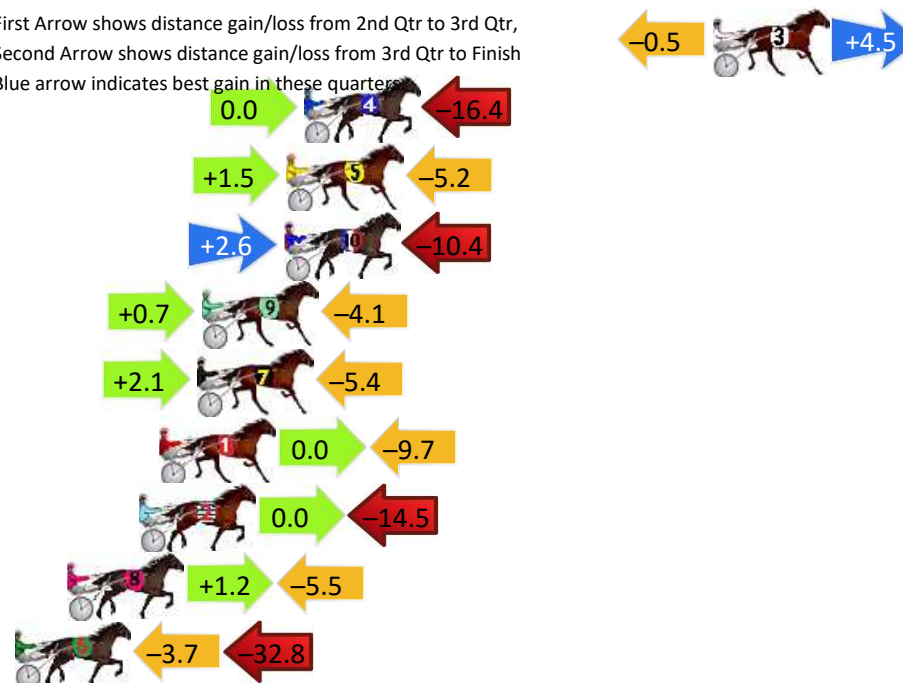 First Arrow shows distance gain/loss from 2nd Qtr to 3rd Qtr,
Second Arrow shows distance gain/loss from 3rd Qtr to Finish
Blue arrow indicates best gain in these quarters
−0.5 3 +4.5
0.0 4 −16.4
+1.5 5 −5.2
+2.6 10 −10.4
+0.7 9 −4.1
+2.1 7 −5.4
1 0.0 −9.7
2 0.0 −14.5
8 +1.2 −5.5
6 −3.7 −32.8